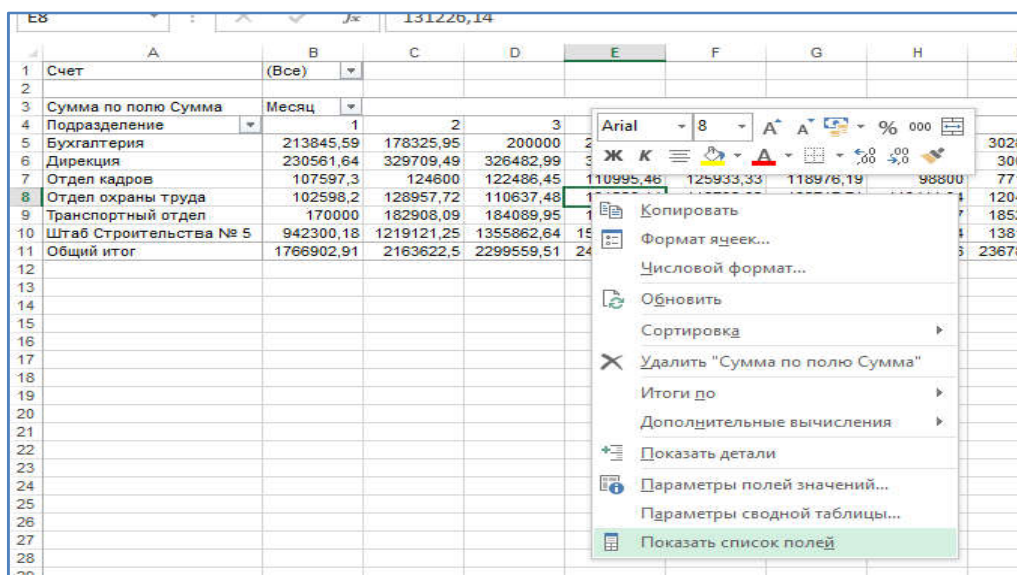 E8 fx 131226,14
A B C D E F G H
1 Счет (Все)
2
3 Сумма по полю Сумма Месяц
4 Подразделение 1 2 3
5 Бухгалтерия 213845,59 178325,95 200000
6 Дирекция 230561,64 329709,49 326482,99
7 Отдел кадров 107597,3 124600 122486,45 110995,46 125933,33 118976,19 98800
8 Отдел охраны труда 102598,2 128957,72 110637,48
9 Транспортный отдел 170000 182908,09 184089,95
10 Штаб Строительства № 5 942300,18 1219121,25 1355862,64
11 Общий итог 1766902,91 2163622,5 2299559,51
12
13
14
15
16
17
18
19
20
21
22
23
24
25
26
27
28
Arial 8 A A % 000
Ж К А
Копировать
Формат ячеек...
Числовой формат...
Обновить
Сортировка
Удалить "Сумма по полю Сумма"
Итоги по
Дополнительные вычисления
Показать детали
Параметры полей значений...
Параметры сводной таблицы...
Показать список полей